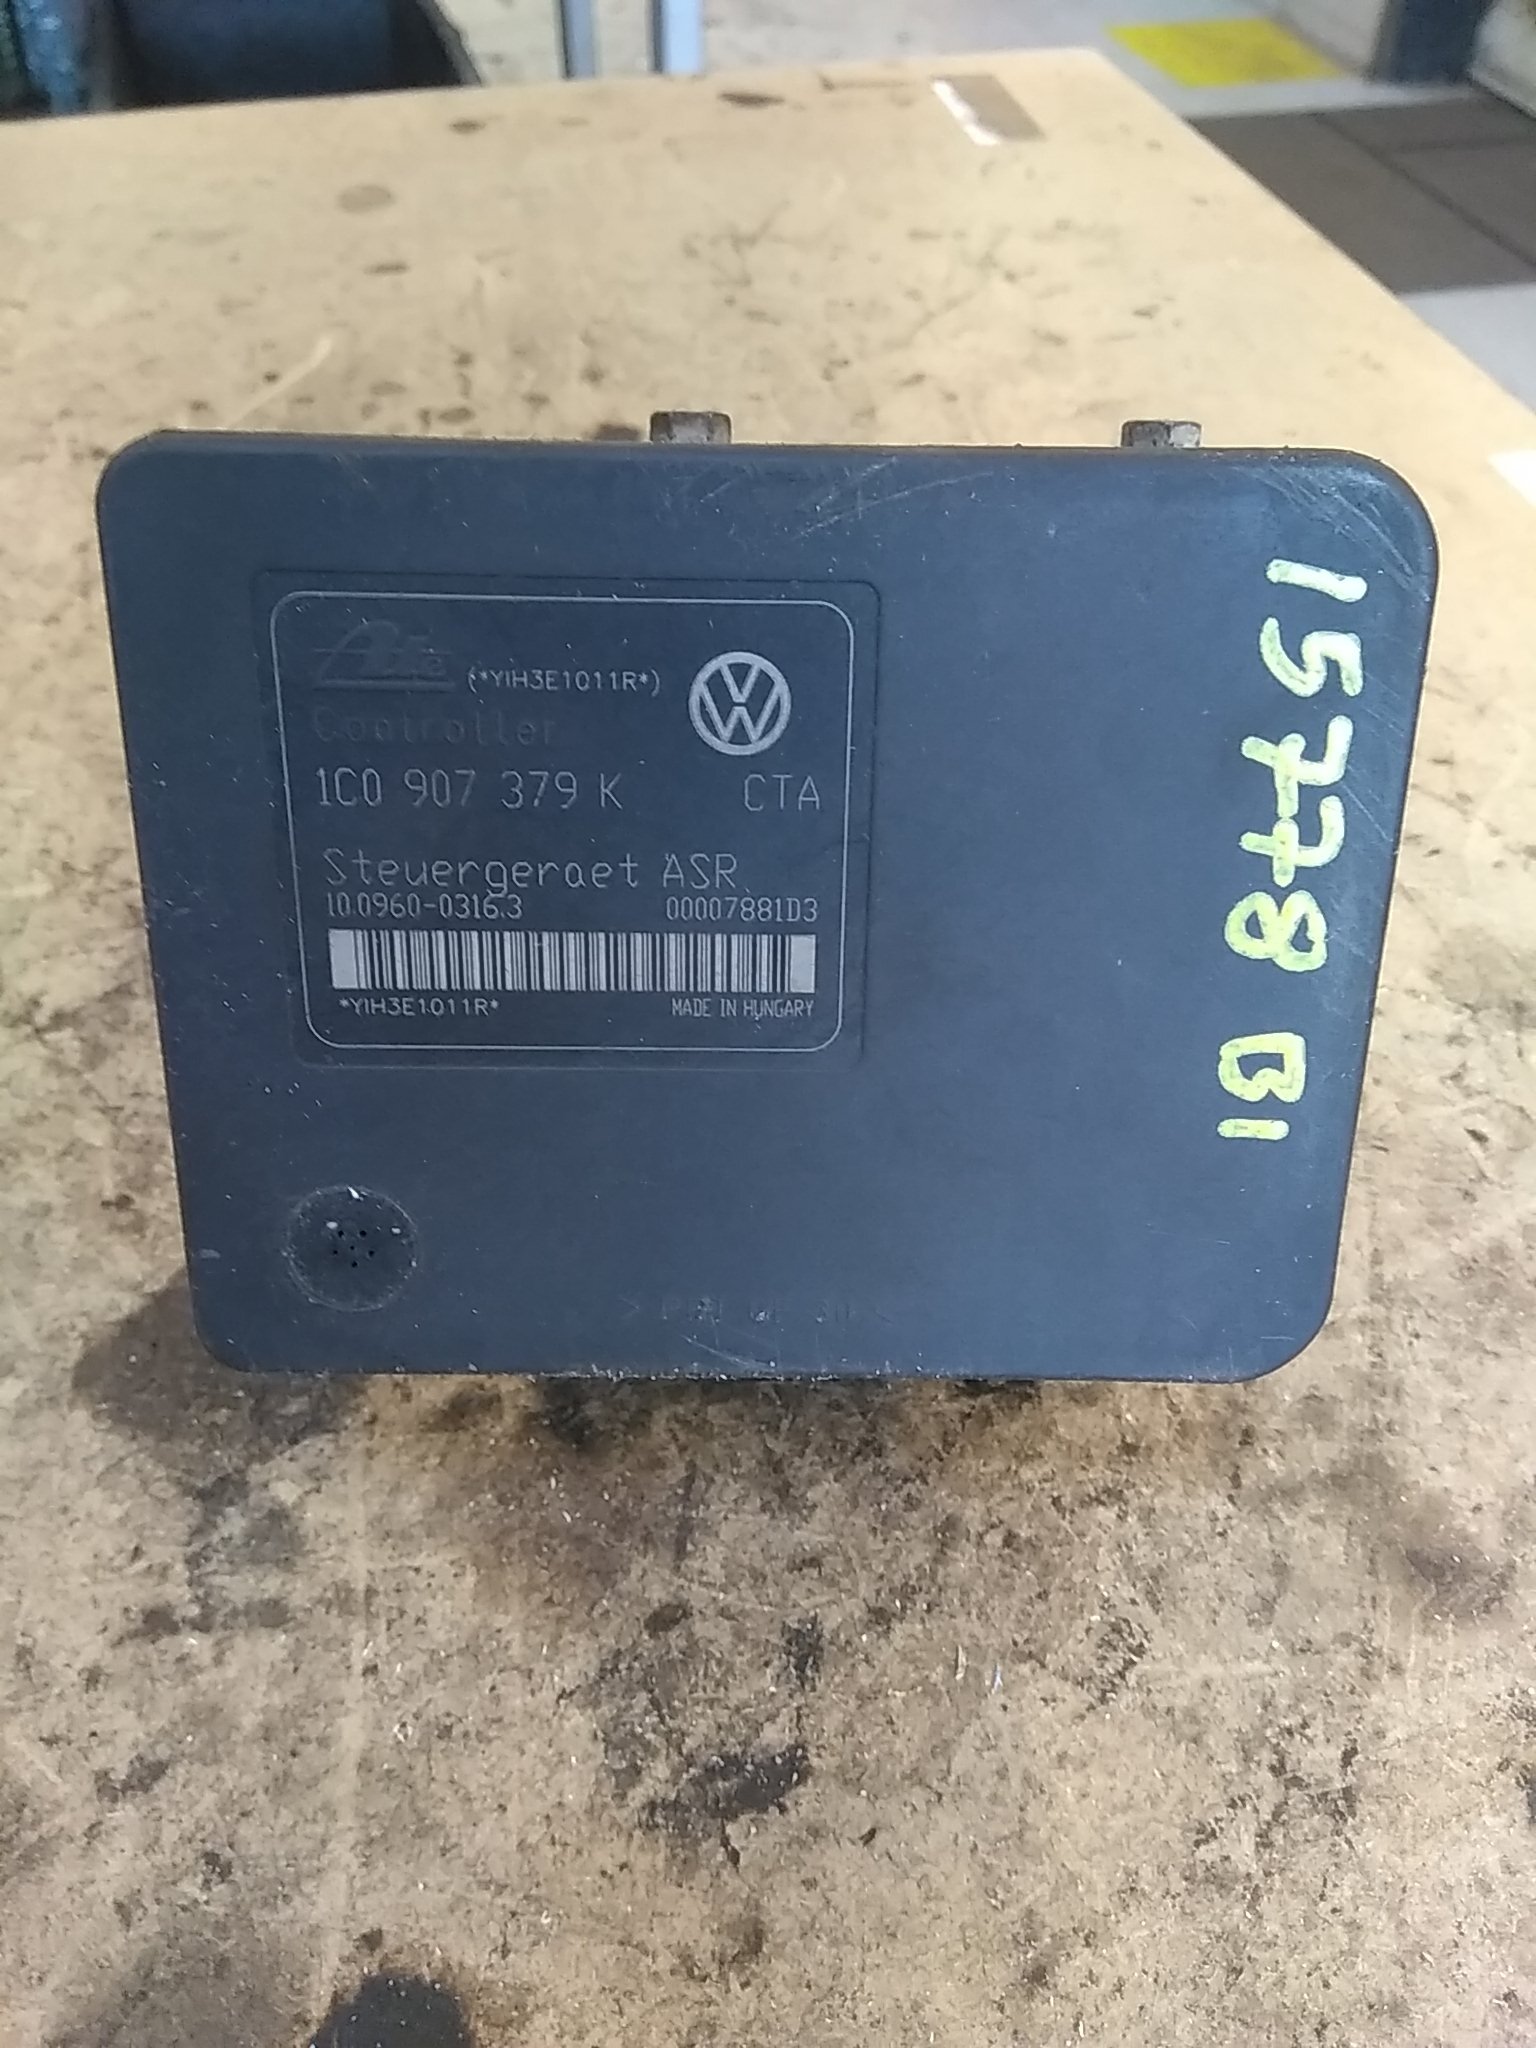 Ate (*YIH3E1011R*)
Controller
1C0 907 379 K CTA
Steuergeraet ASR
10.0960-0316.3 00007881D3
*YIH3E1011R* MADE IN HUNGARY
15778 B1